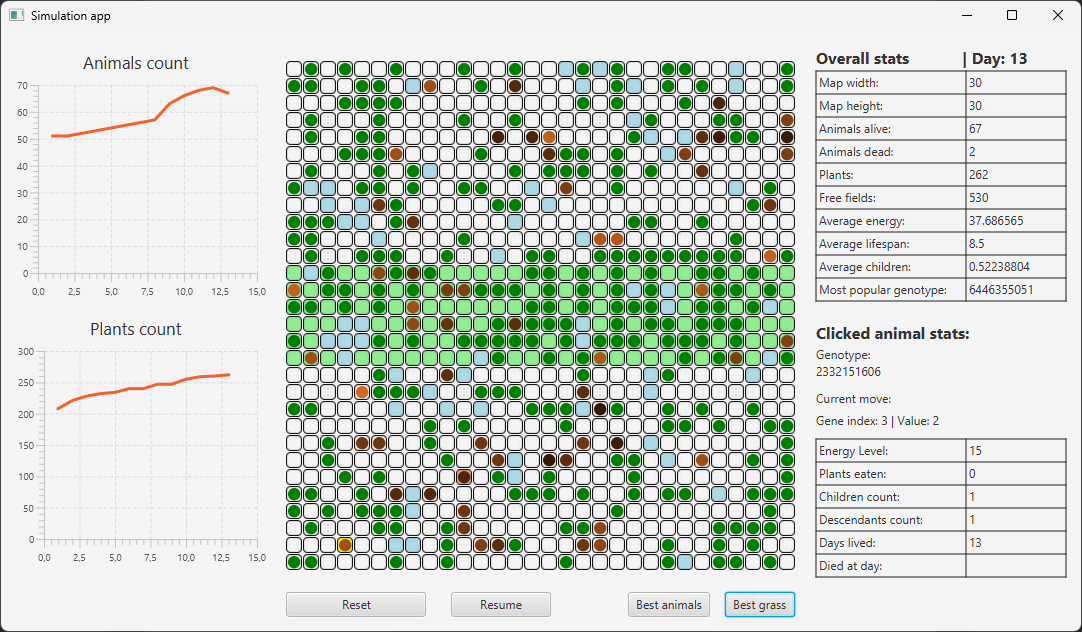 Simulation app
Animals count
70
60
50
40
30
20
10
0
0,0 2,5 5,0 7,5 10,0 12,5 15,0
Plants count
300
250
200
150
100
50
0
0,0 2,5 5,0 7,5 10,0 12,5 15,0
Reset
Resume
Best animals
Best grass
Overall stats | Day: 13
Map width: 30
Map height: 30
Animals alive: 67
Animals dead: 2
Plants: 262
Free fields: 530
Average energy: 37.686565
Average lifespan: 8.5
Average children: 0.52238804
Most popular genotype: 6446355051
Clicked animal stats:
Genotype:
2332151606
Current move:
Gene index: 3 | Value: 2
Energy Level: 15
Plants eaten: 0
Children count: 1
Descendants count: 1
Days lived: 13
Died at day: